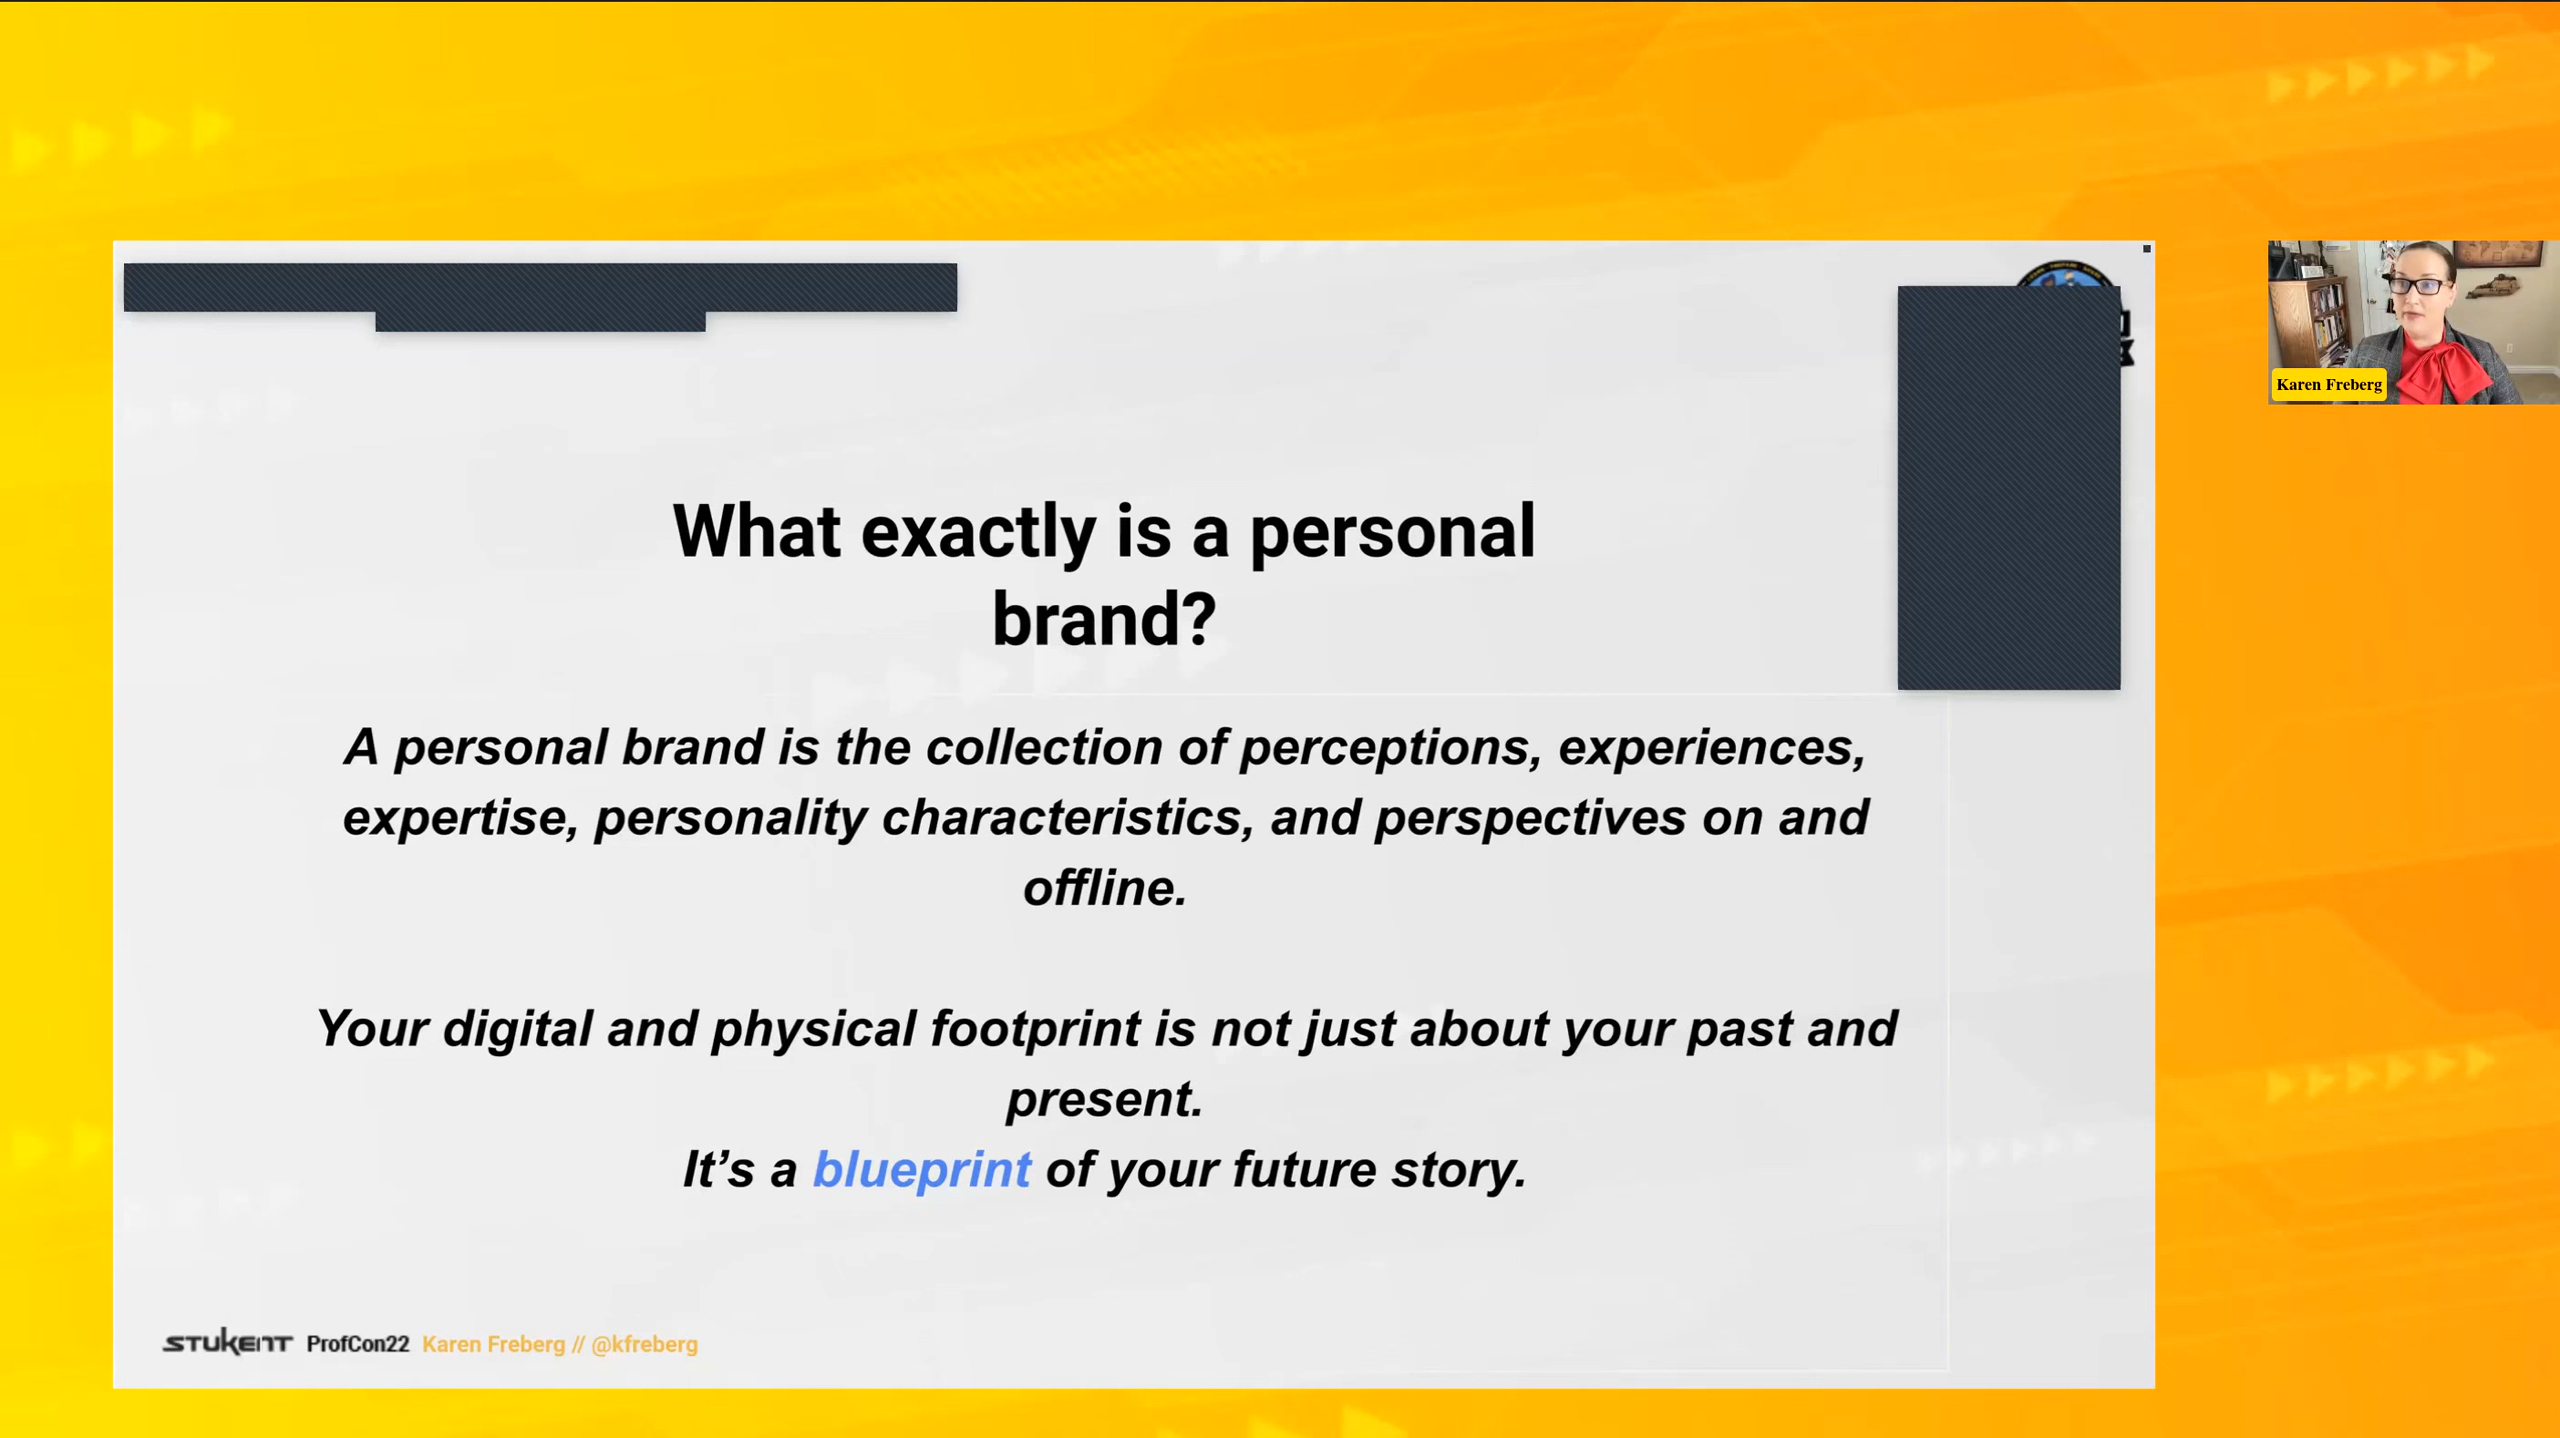 What exactly is a personal
brand?
A personal brand is the collection of perceptions, experiences,
expertise, personality characteristics, and perspectives on and
offline.
Your digital and physical footprint is not just about your past and
present.
It’s a blueprint of your future story.
STUKENT ProfCon22 Karen Freberg // @kfreberg
Karen Freberg